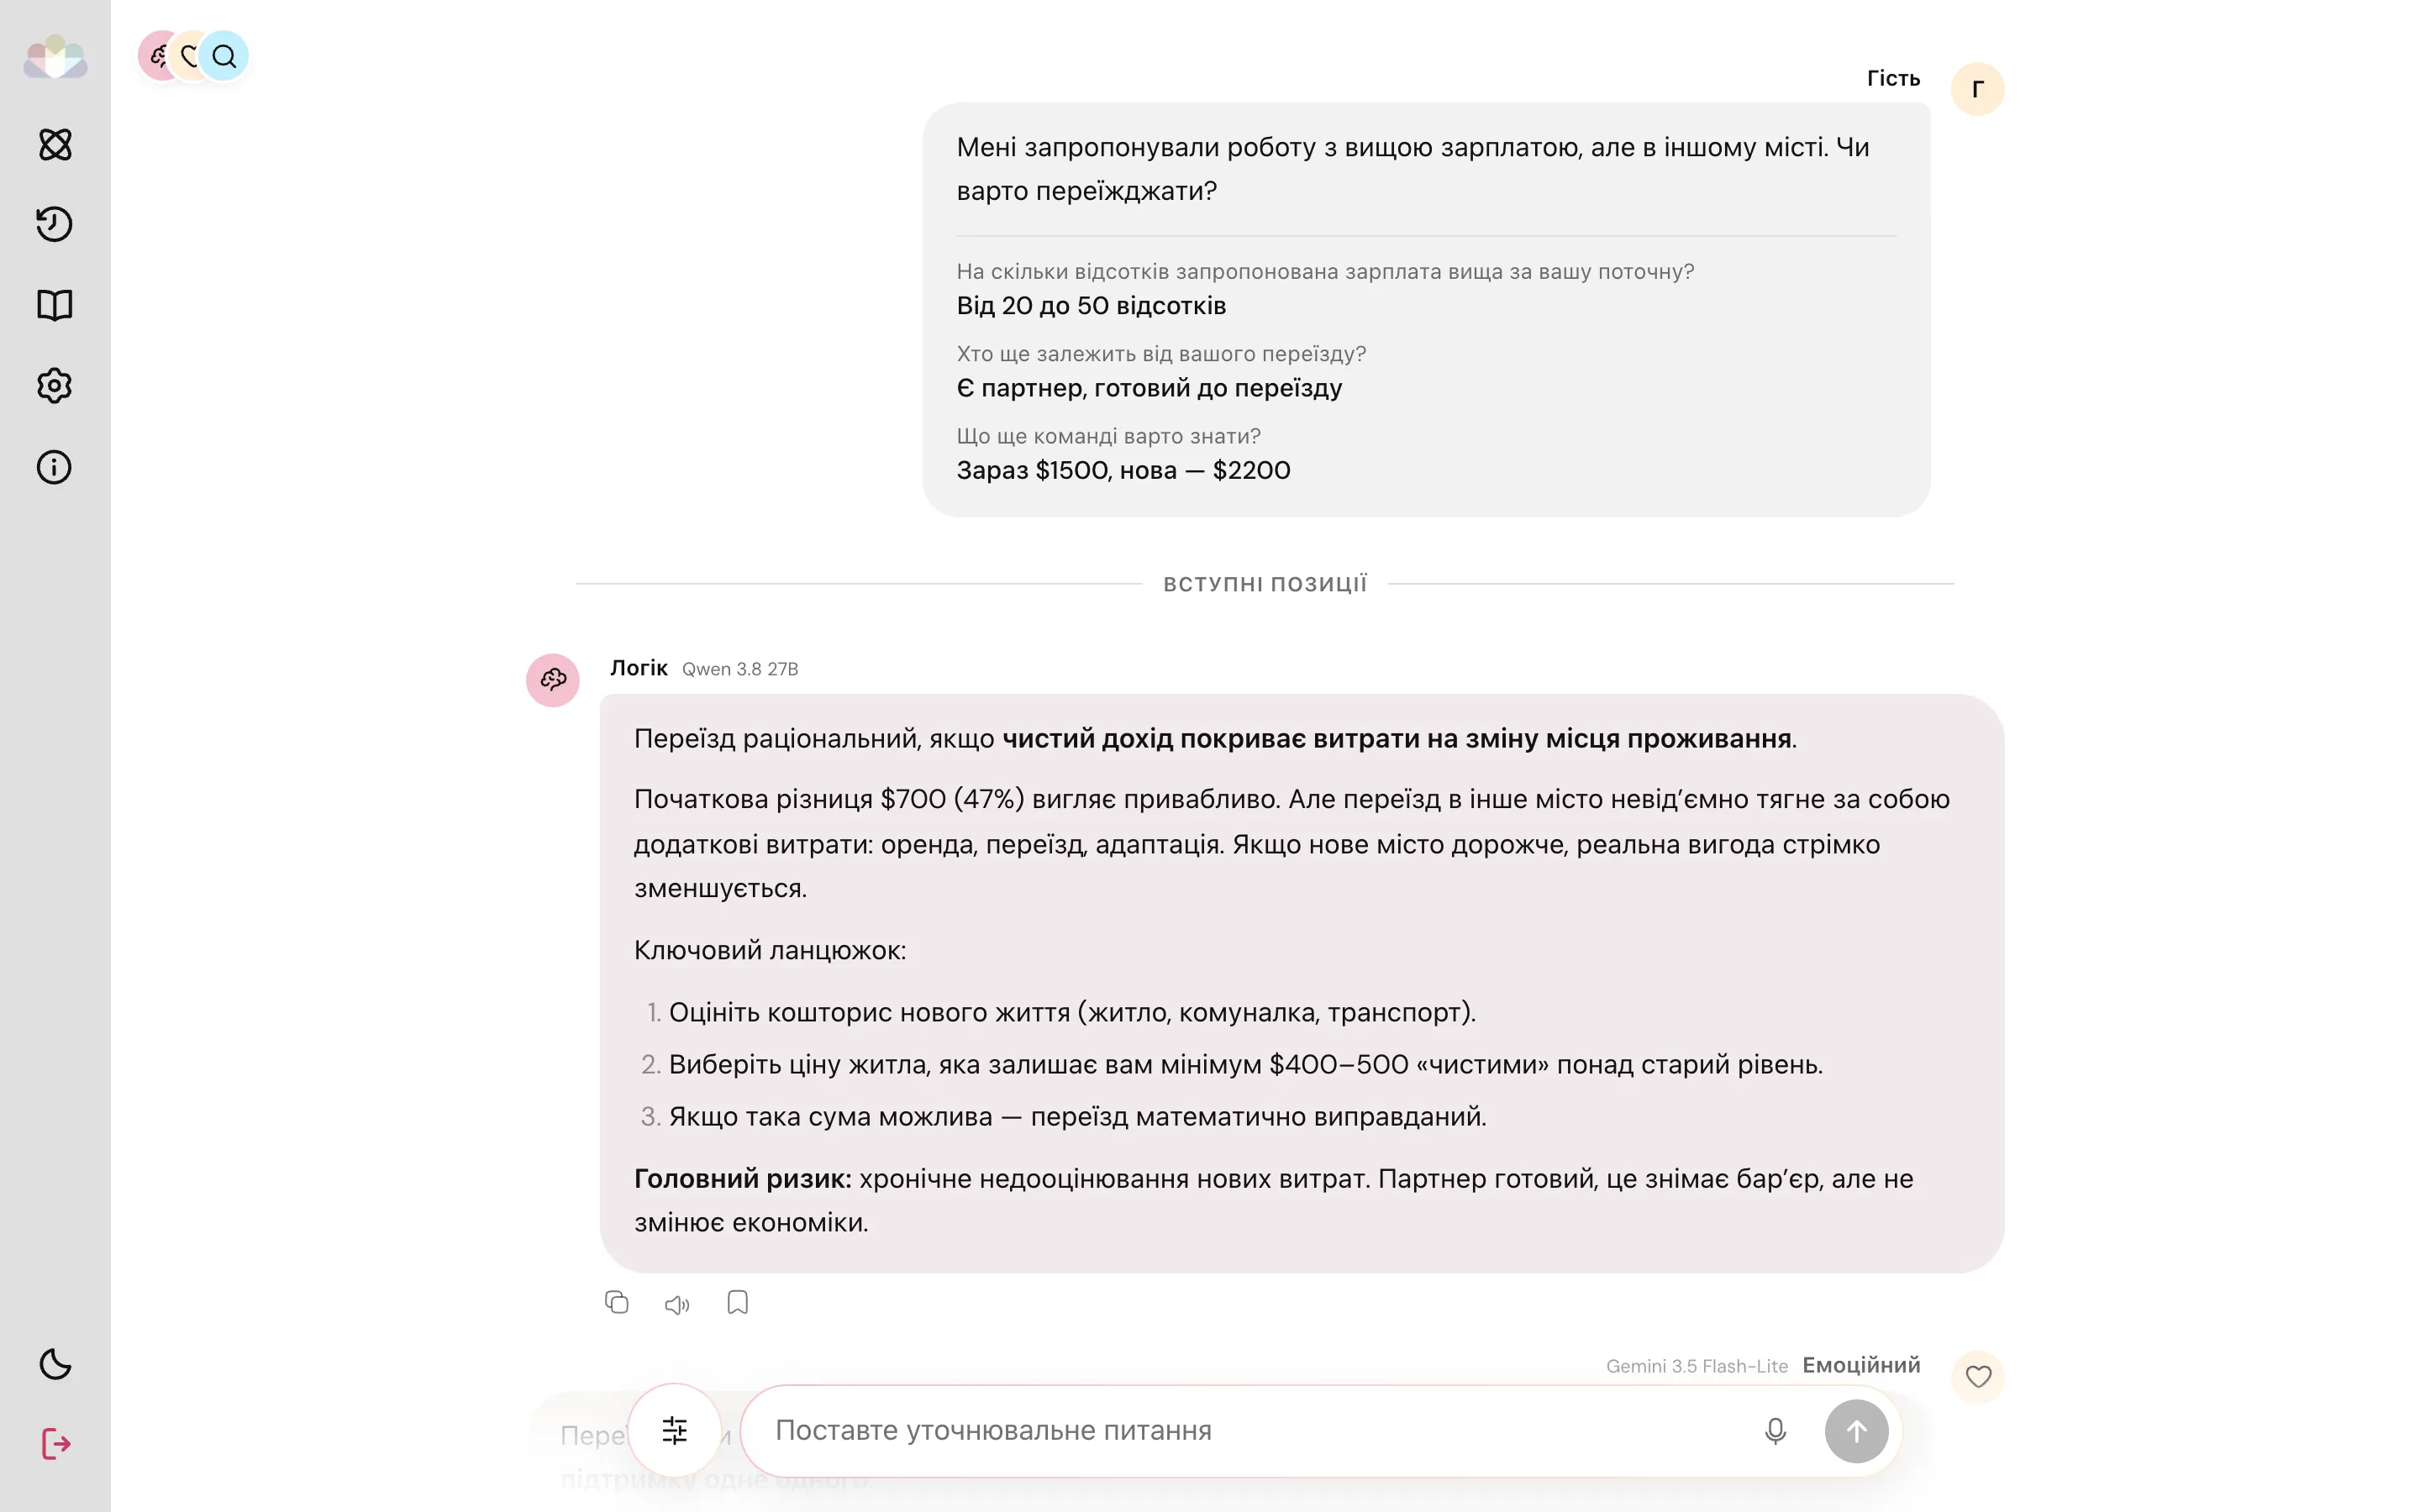 Гість
Г
Мені запропонували роботу з вищою зарплатою, але в іншому місті. Чи
варто переїжджати?
На скільки відсотків запропонована зарплата вища за вашу поточну?
Від 20 до 50 відсотків
Хто ще залежить від вашого переїзду?
Є партнер, готовий до переїзду
Що ще команді варто знати?
Зараз $1500, нова — $2200
ВСТУПНІ ПОЗИЦІЇ
Логік Qwen 3.8 27B
Переїзд раціональний, якщо чистий дохід покриває витрати на зміну місця проживання.
Початкова різниця $700 (47%) вигляє привабливо. Але переїзд в інше місто невід’ємно тягне за собою
додаткові витрати: оренда, переїзд, адаптація. Якщо нове місто дорожче, реальна вигода стрімко
зменшується.
Ключовий ланцюжок:
1. Оцініть кошторис нового життя (житло, комуналка, транспорт).
2. Виберіть ціну житла, яка залишає вам мінімум $400–500 «чистими» понад старий рівень.
3. Якщо така сума можлива — переїзд математично виправданий.
Головний ризик: хронічне недооцінювання нових витрат. Партнер готовий, це знімає бар’єр, але не
змінює економіки.
Gemini 3.5 Flash-Lite Емоційний
Поставте уточнювальне питання
підтримку одне одного.